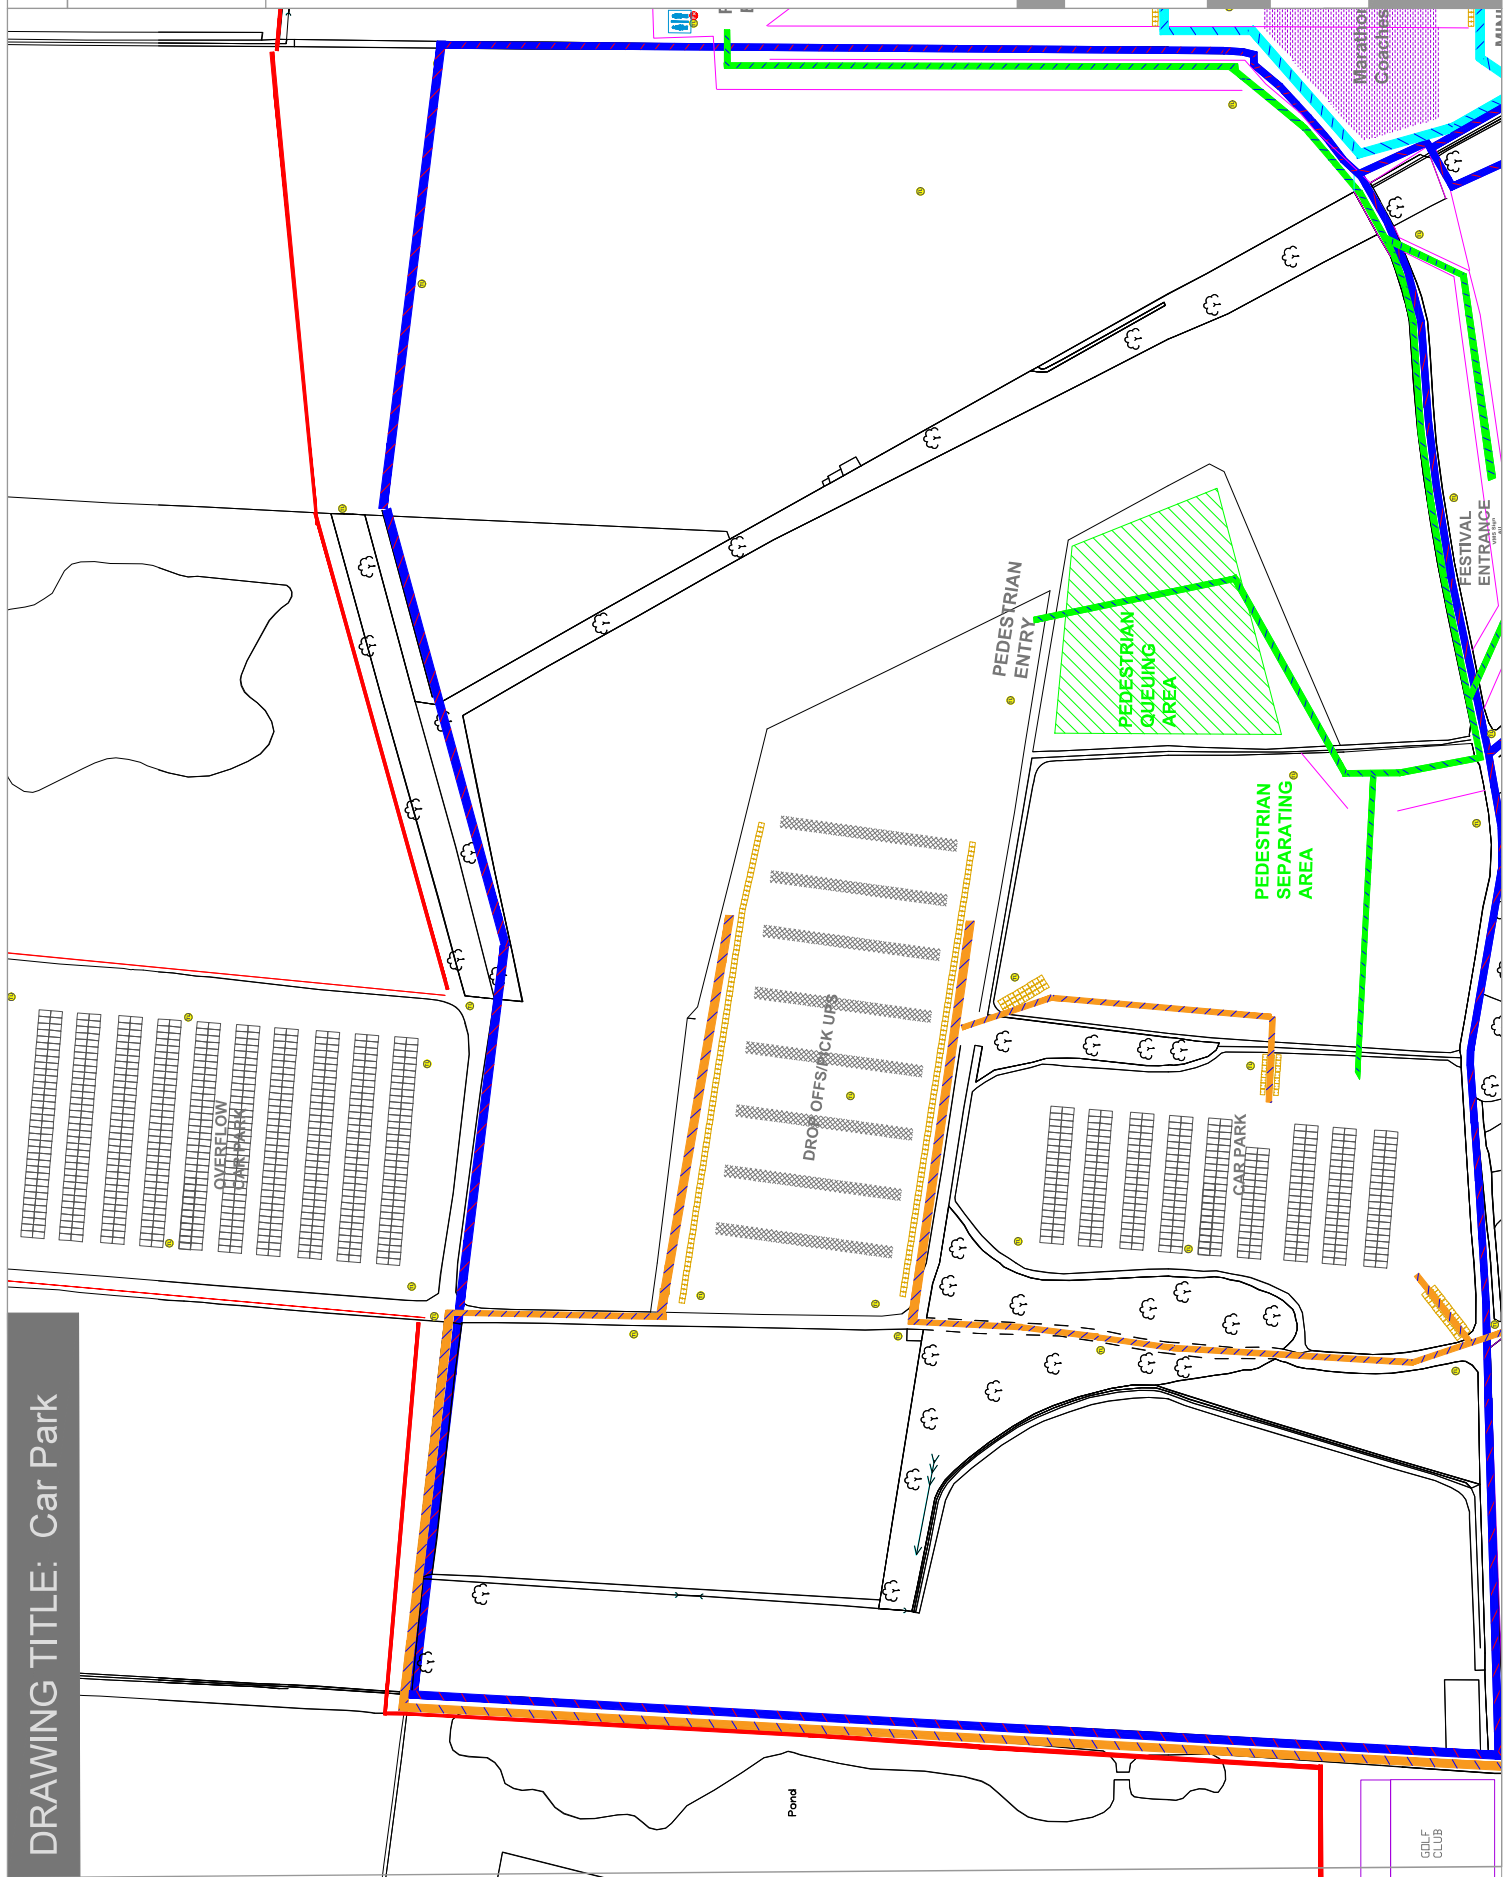 DRAWING TITLE: Car Park
OVERFLOW
CAR PARK
DROP OFFS/PICK UPS
Pond
PEDESTRIAN
ENTRY
PEDESTRIAN
QUEUING
AREA
CAR PARK
PEDESTRIAN
SEPARATING
AREA
Marathon
Coaches
FESTIVAL
ENTRANCE
GOLF
CLUB